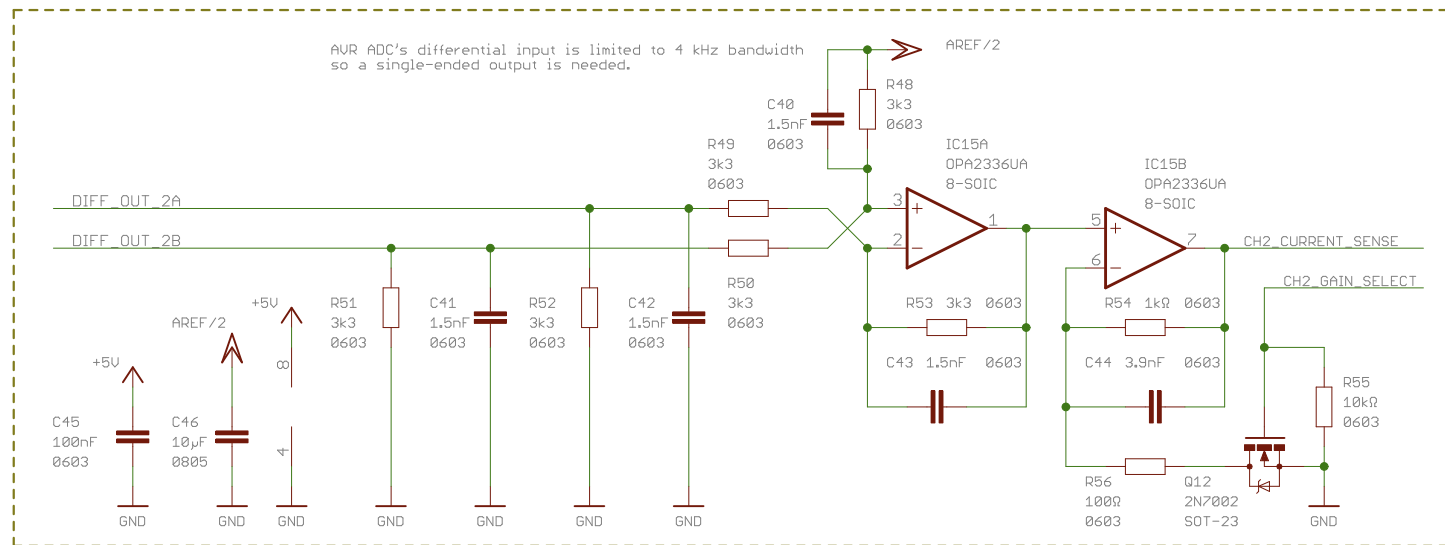 AVR ADC's differential input is limited to 4 kHz bandwidth
so a single-ended output is needed.
AREF/2
R48
3k3
0603
C40
1.5nF
0603
R49
3k3
0603
IC15A
OPA2336UA
8-SOIC
IC15B
OPA2336UA
8-SOIC
DIFF_OUT_2A
DIFF_OUT_2B
3
+
2
-
1
5
+
6
-
7
CH2_CURRENT_SENSE
CH2_GAIN_SELECT
R50
3k3
0603
+5V
R51
3k3
0603
C41
1.5nF
0603
R52
3k3
0603
C42
1.5nF
0603
R53 3k3 0603
R54 1kΩ 0603
AREF/2
8
+5V
C43 1.5nF 0603
C44 3.9nF 0603
R55
10kΩ
0603
C45
100nF
0603
C46
10µF
0805
4
R56
100Ω
0603
Q12
2N7002
SOT-23
GND
GND
GND
GND
GND
GND
GND
GND